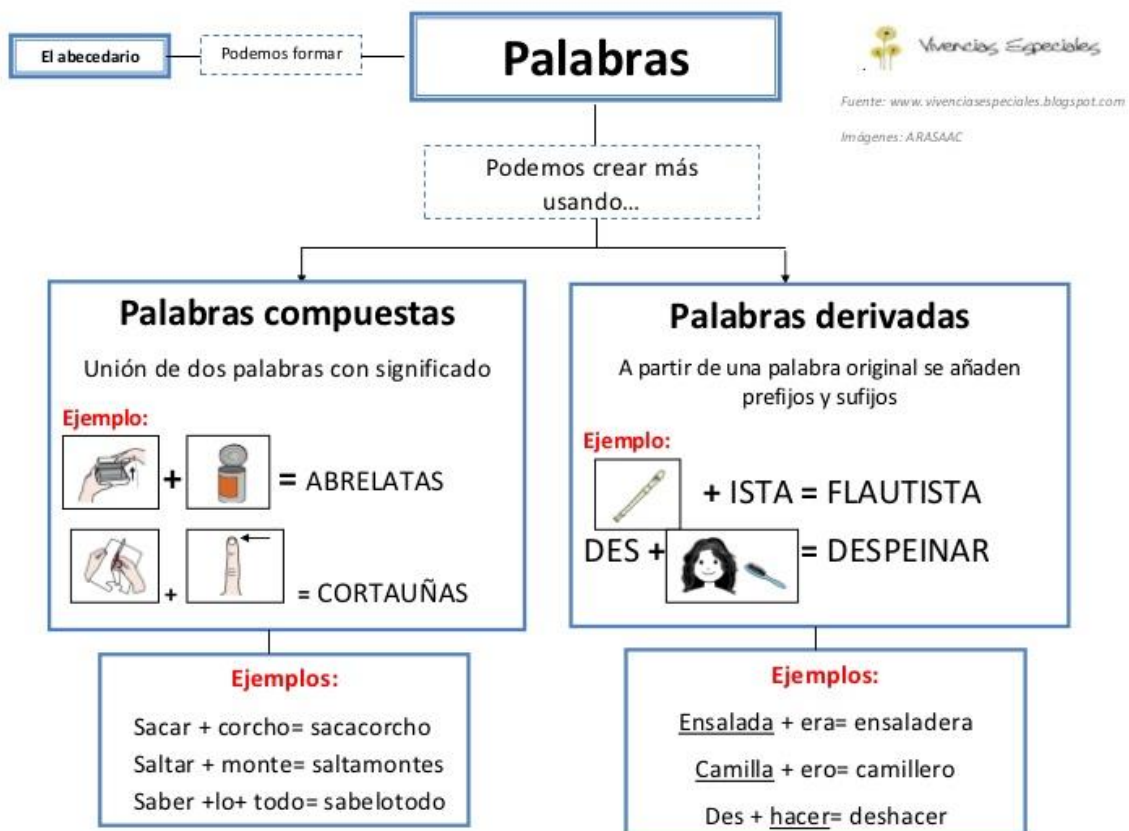 El abecedario
Podemos formar
Palabras
Vivencias Especiales
Fuente: www.vivenciasespeciales.blogspot.com
Imágenes: ARASAAC
Podemos crear más
usando...
Palabras compuestas
Unión de dos palabras con significado
Ejemplo:
+ = ABRELATAS
+ = CORTAUÑAS
Ejemplos:
Sacar + corcho= sacacorcho
Saltar + monte= saltamontes
Saber +lo+ todo= sabelotodo
Palabras derivadas
A partir de una palabra original se añaden
prefijos y sufijos
Ejemplo:
+ ISTA = FLAUTISTA
DES + = DESPEINAR
Ejemplos:
Ensalada + era= ensaladera
Camilla + ero= camillero
Des + hacer= deshacer